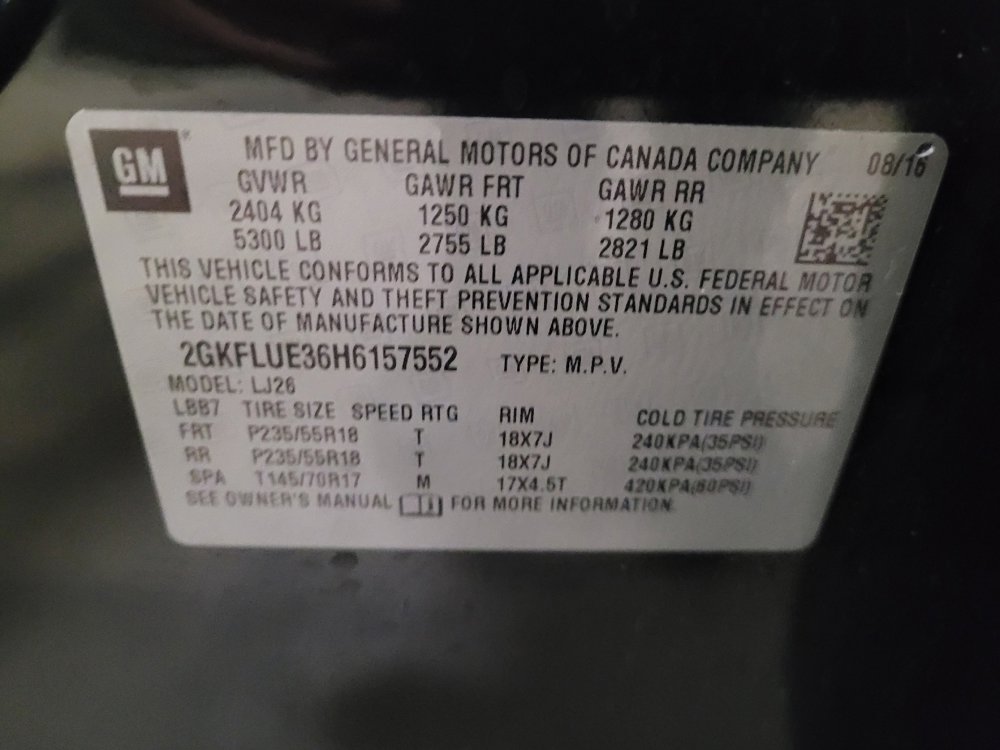 GM ® MFD BY GENERAL MOTORS OF CANADA COMPANY 08/16
GVWR GAWR FRT GAWR RR
2404 KG 1250 KG 1280 KG
5300 LB 2755 LB 2821 LB
THIS VEHICLE CONFORMS TO ALL APPLICABLE U.S. FEDERAL MOTOR
VEHICLE SAFETY AND THEFT PREVENTION STANDARDS IN EFFECT ON
THE DATE OF MANUFACTURE SHOWN ABOVE.
2GKFLUE36H6157552 TYPE: M.P.V.
MODEL: LJ26
LBB7 TIRE SIZE SPEED RTG RIM COLD TIRE PRESSURE
FRT P235/55R18 T 18X7J 240KPA(35PSI)
RR P235/55R18 T 18X7J 240KPA(35PSI)
SPA T145/70R17 M 17X4.5T 420KPA(60PSI)
SEE OWNER'S MANUAL FOR MORE INFORMATION.